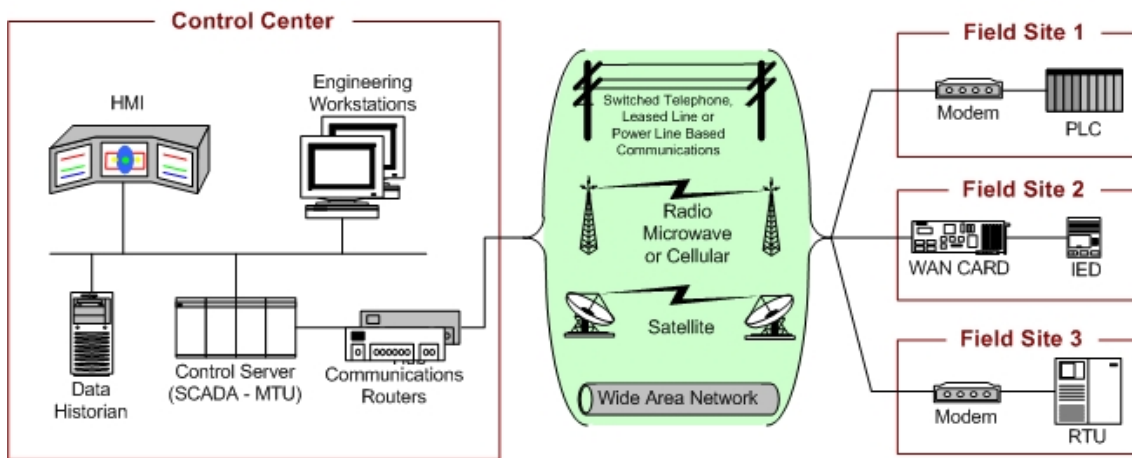 Control Center
HMI
Engineering
Workstations
Data
Historian
Control Server
(SCADA - MTU)
Communications
Routers
Switched Telephone,
Leased Line or
Power Line Based
Communications
Radio
Microwave
or Cellular
Satellite
Wide Area Network
Field Site 1
Modem
PLC
Field Site 2
WAN CARD
IED
Field Site 3
Modem
RTU